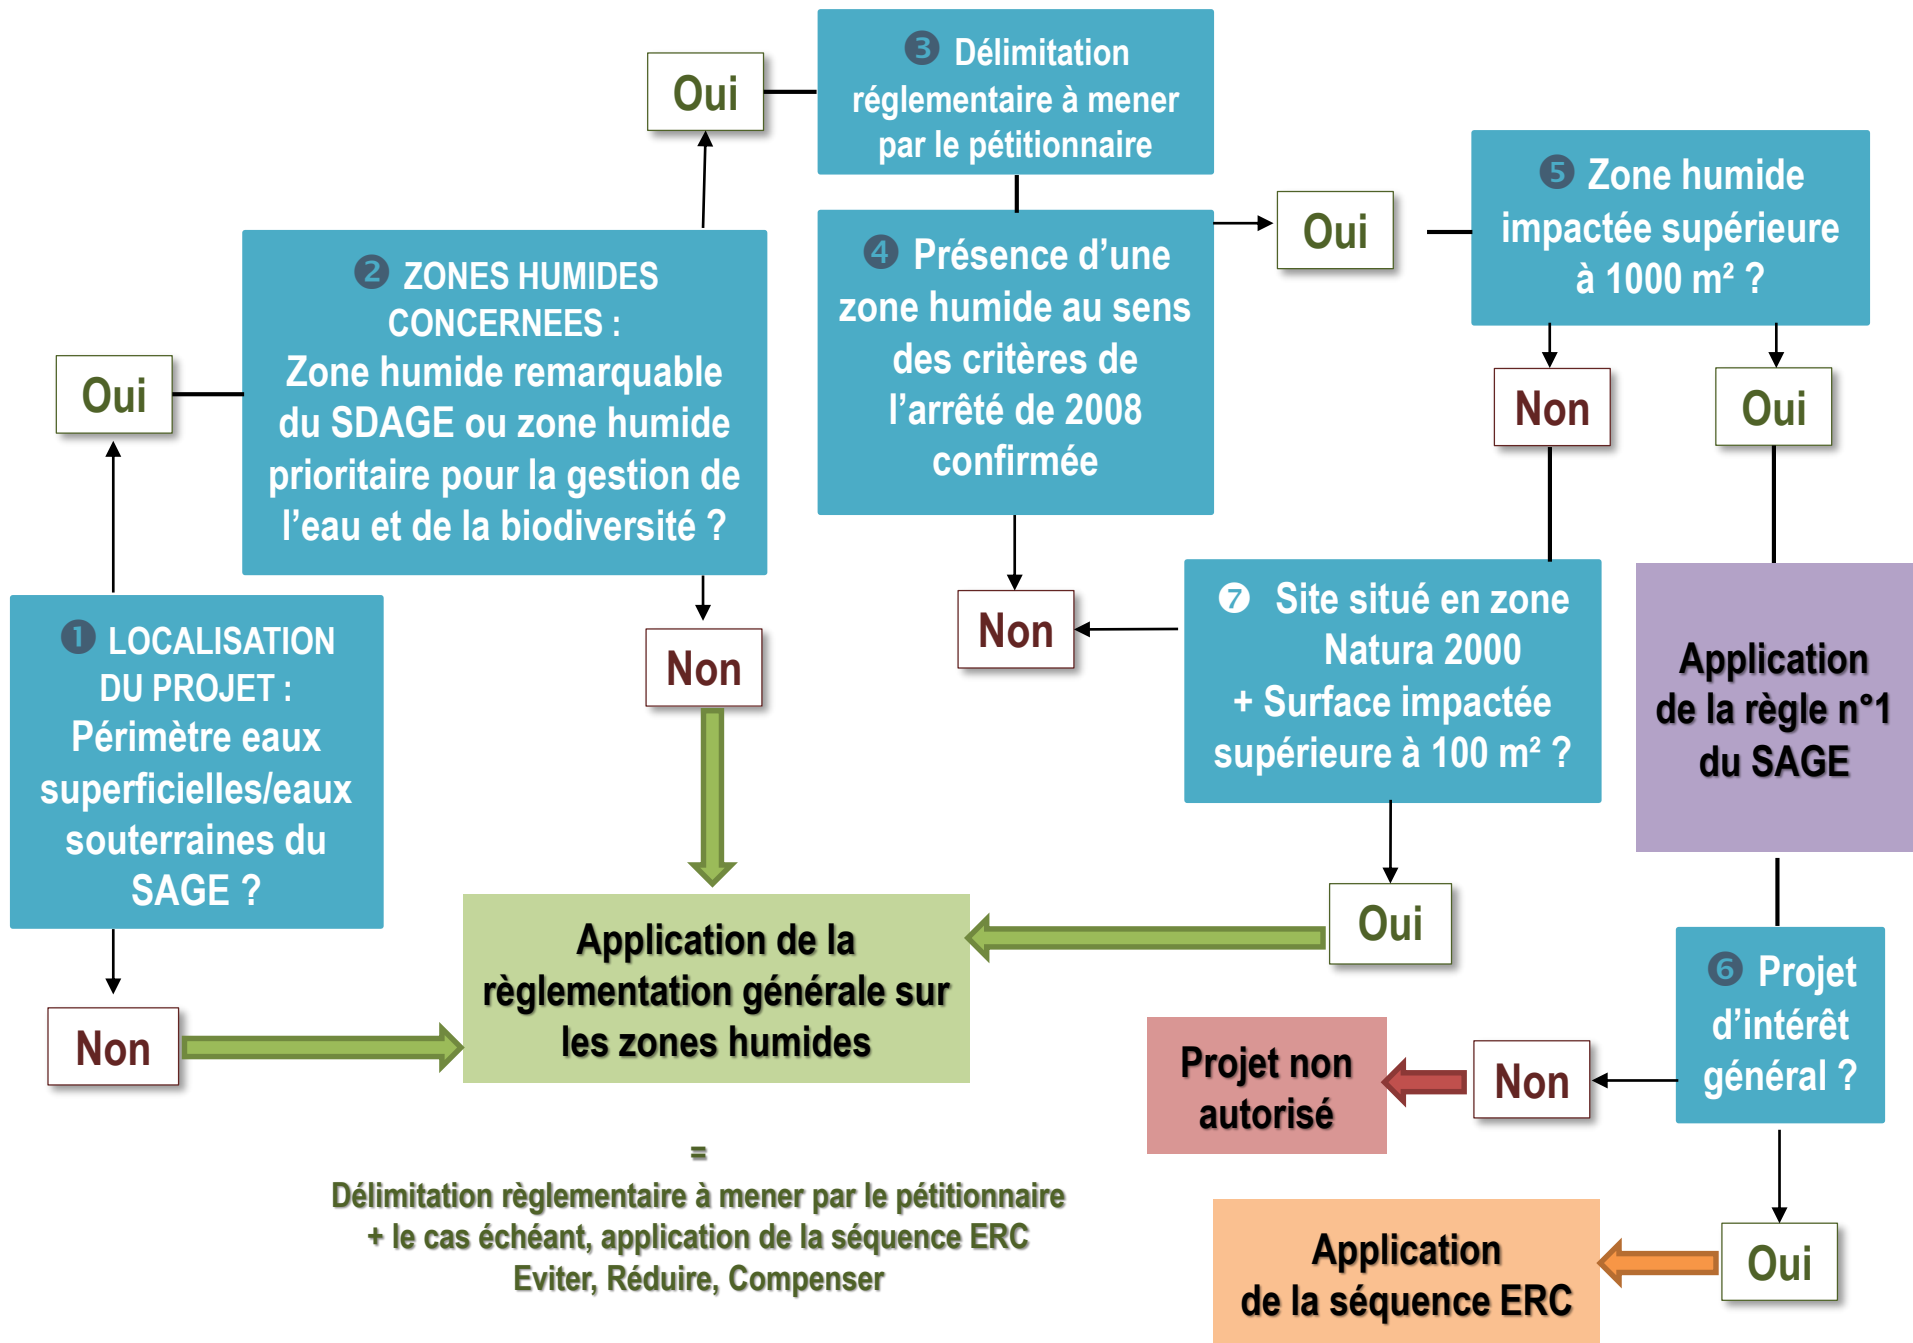 ❶ LOCALISATION
DU PROJET :
Périmètre eaux
superficielles/eaux
souterraines du
SAGE ?
Oui
Non
❷ ZONES HUMIDES
CONCERNEES :
Zone humide remarquable
du SDAGE ou zone humide
prioritaire pour la gestion de
l’eau et de la biodiversité ?
Oui
Non
❸ Délimitation
réglementaire à mener
par le pétitionnaire
❹ Présence d’une
zone humide au sens
des critères de
l’arrêté de 2008
confirmée
Oui
Non
❺ Zone humide
impactée supérieure
à 1000 m² ?
Non
Oui
❼ Site situé en zone
Natura 2000
+ Surface impactée
supérieure à 100 m² ?
Oui
Application
de la règle n°1
du SAGE
❻ Projet
d’intérêt
général ?
Non
Projet non
autorisé
Oui
Application
de la séquence ERC
Application de la
règlementation générale sur
les zones humides
=
Délimitation règlementaire à mener par le pétitionnaire
+ le cas échéant, application de la séquence ERC
Eviter, Réduire, Compenser